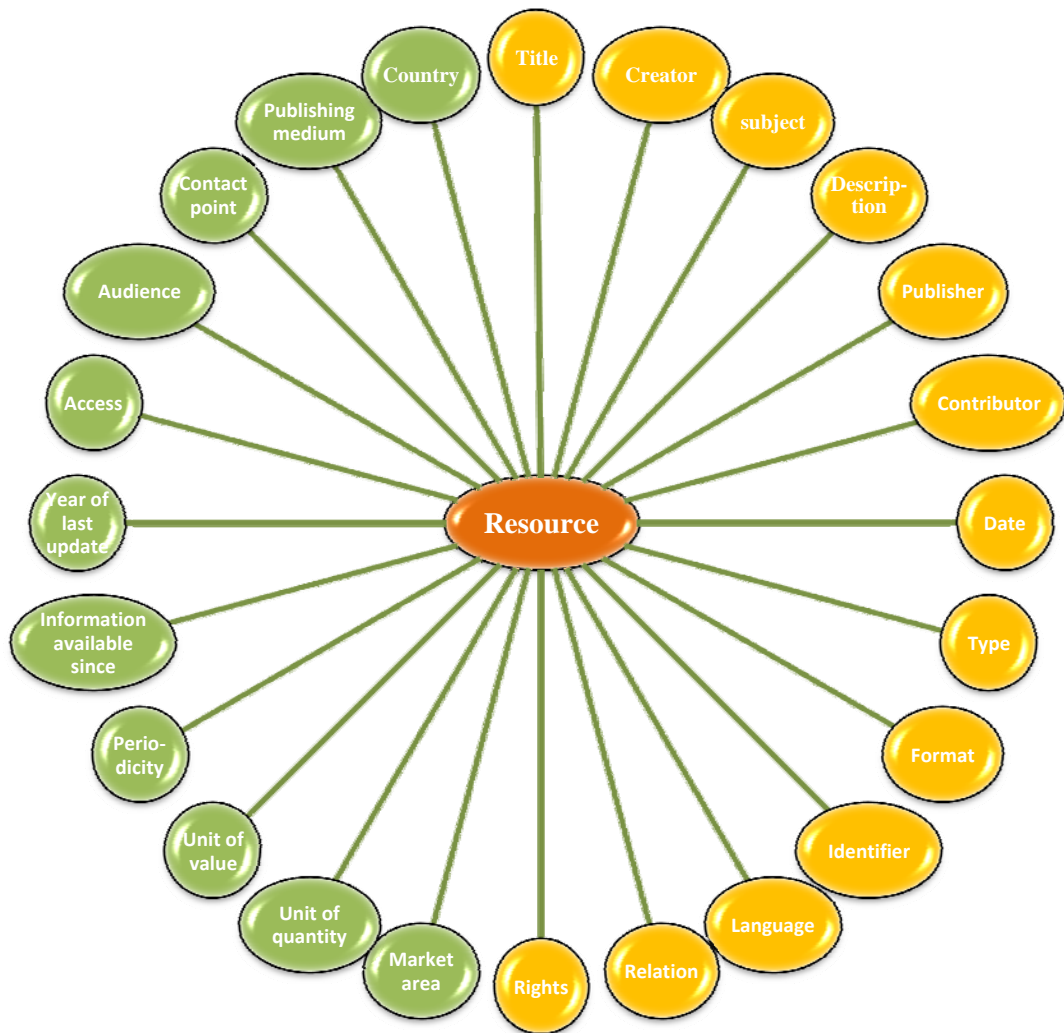 Title
Creator
subject
Descrip-
tion
Publisher
Contributor
Date
Type
Format
Identifier
Language
Relation
Rights
Market
area
Unit of
quantity
Unit of
value
Perio-
dicity
Information
available
since
Year of
last
update
Access
Audience
Contact
point
Publishing
medium
Country
Resource